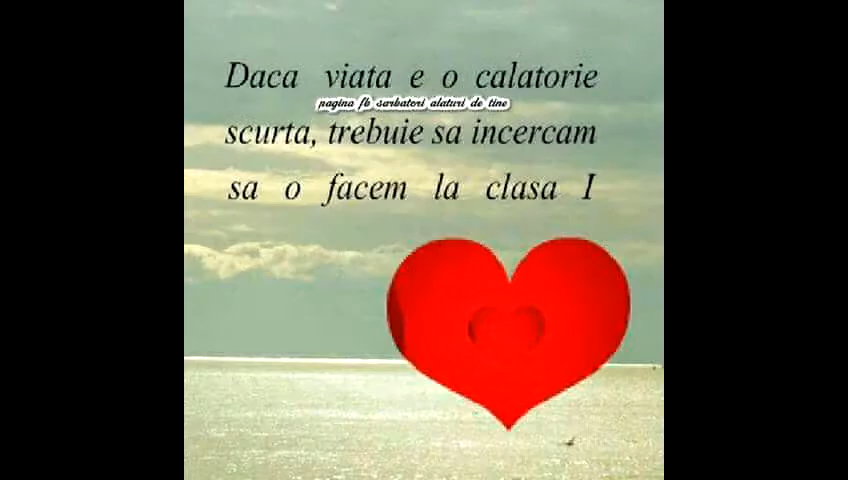 Daca viata e o calatorie
pagina fb sarbatori alaturi de tine
scurta, trebuie sa incercam
sa o facem la clasa I